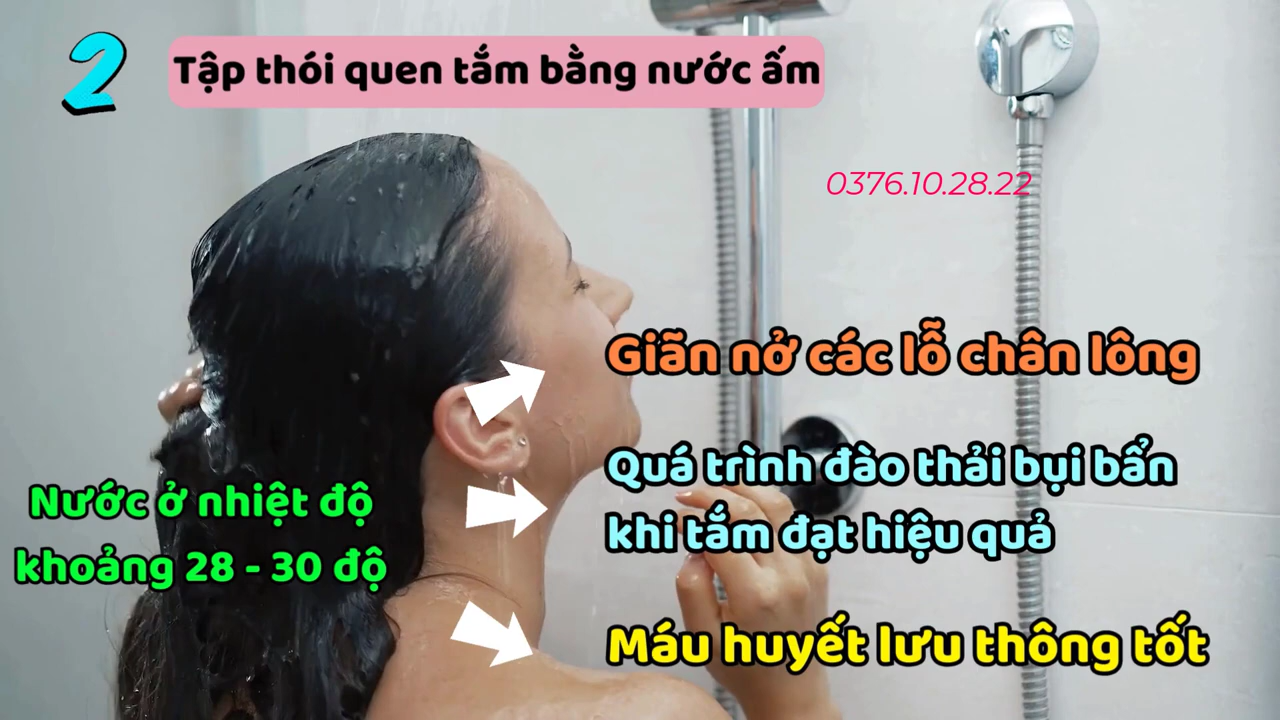 2
Tập thói quen tắm bằng nước ấm
0376.10.28.22
Giãn nở các lỗ chân lông
Quá trình đào thải bụi bẩn
khi tắm đạt hiệu quả
Nước ở nhiệt độ
khoảng 28 - 30 độ
Máu huyết lưu thông tốt